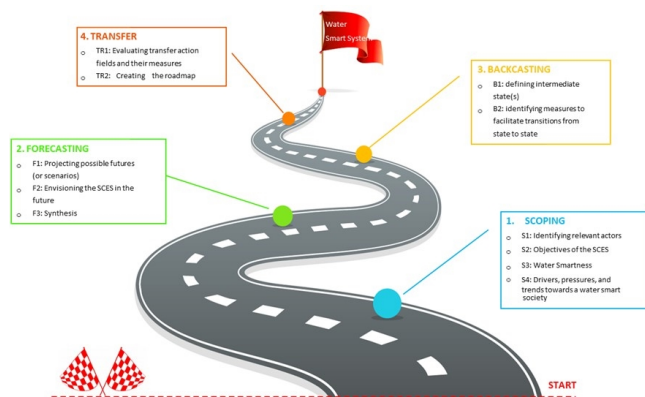 Water
Smart System
4. TRANSFER
o TR1: Evaluating transfer action
fields and their measures
o TR2: Creating the roadmap
3. BACKCASTING
o B1: defining intermediate
state(s)
o B2: identifying measures to
facilitate transitions from
state to state
2. FORECASTING
o F1: Projecting possible futures
(or scenarios)
o F2: Envisioning the SCES in the
future
o F3: Synthesis
1. SCOPING
o S1: Identifying relevant actors
o S2: Objectives of the SCES
o S3: Water Smartness
o S4: Drivers, pressures, and
trends towards a water smart
society
START